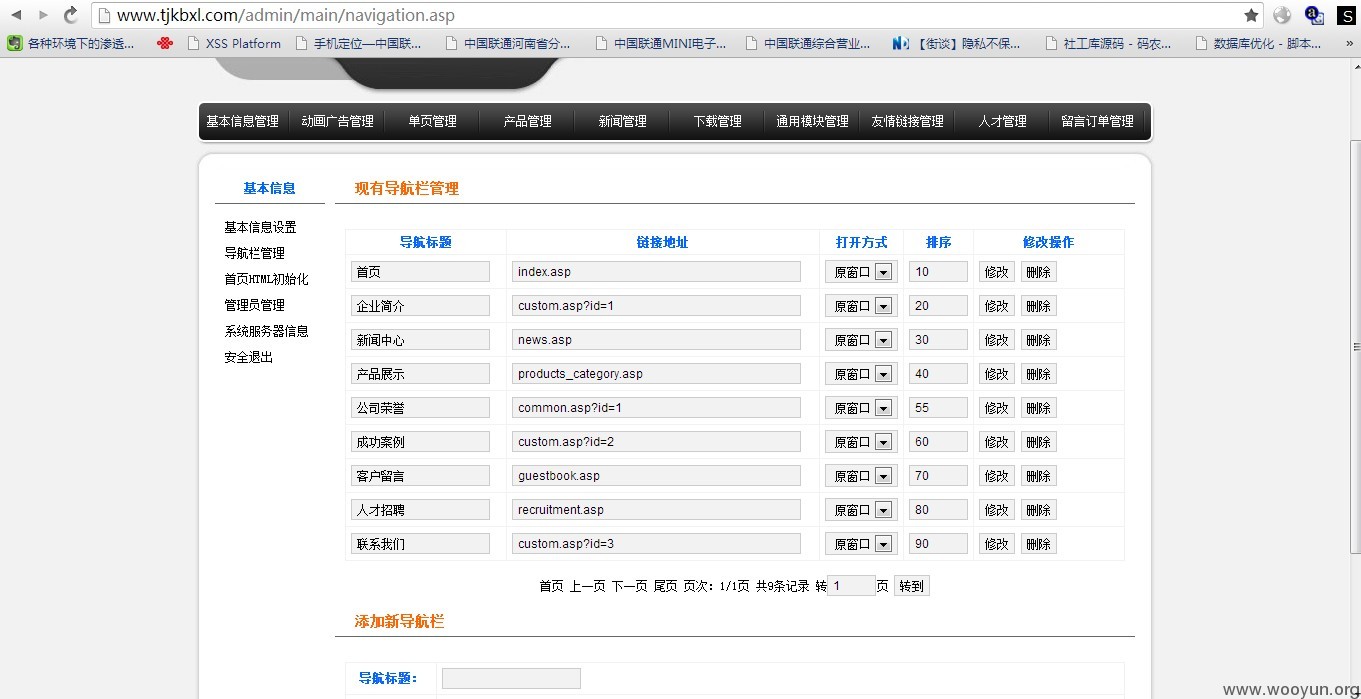 www.tjkbxl.com/admin/main/navigation.asp
各种环境下的渗透... XSS Platform 手机定位—中国联... 中国联通河南省分... 中国联通MINI电子... 中国联通综合营业... 【街谈】隐私不保... 社工库源码 - 码农... 数据库优化 - 脚本... »
基本信息管理 动画广告管理 单页管理 产品管理 新闻管理 下载管理 通用模块管理 友情链接管理 人才管理 留言订单管理
基本信息
基本信息设置
导航栏管理
首页HTML初始化
管理员管理
系统服务器信息
安全退出
现有导航栏管理
导航标题 链接地址 打开方式 排序 修改操作
首页 index.asp 原窗口 10 修改 删除
企业简介 custom.asp?id=1 原窗口 20 修改 删除
新闻中心 news.asp 原窗口 30 修改 删除
产品展示 products_category.asp 原窗口 40 修改 删除
公司荣誉 common.asp?id=1 原窗口 55 修改 删除
成功案例 custom.asp?id=2 原窗口 60 修改 删除
客户留言 guestbook.asp 原窗口 70 修改 删除
人才招聘 recruitment.asp 原窗口 80 修改 删除
联系我们 custom.asp?id=3 原窗口 90 修改 删除
首页 上一页 下一页 尾页 页次: 1/1页 共9条记录 转 1 页 转到
添加新导航栏
导航标题:
www.wooyun.org